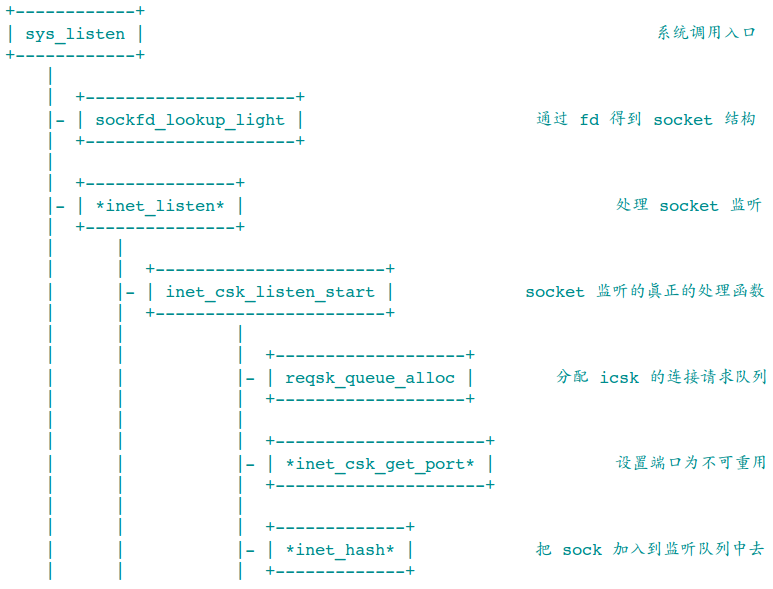 sys_listen 系统调用入口
sockfd_lookup_light 通过 fd 得到 socket 结构
*inet_listen* 处理 socket 监听
inet_csk_listen_start socket 监听的真正的处理函数
reqsk_queue_alloc 分配 icsk 的连接请求队列
*inet_csk_get_port* 设置端口为不可重用
*inet_hash* 把 sock 加入到监听队列中去